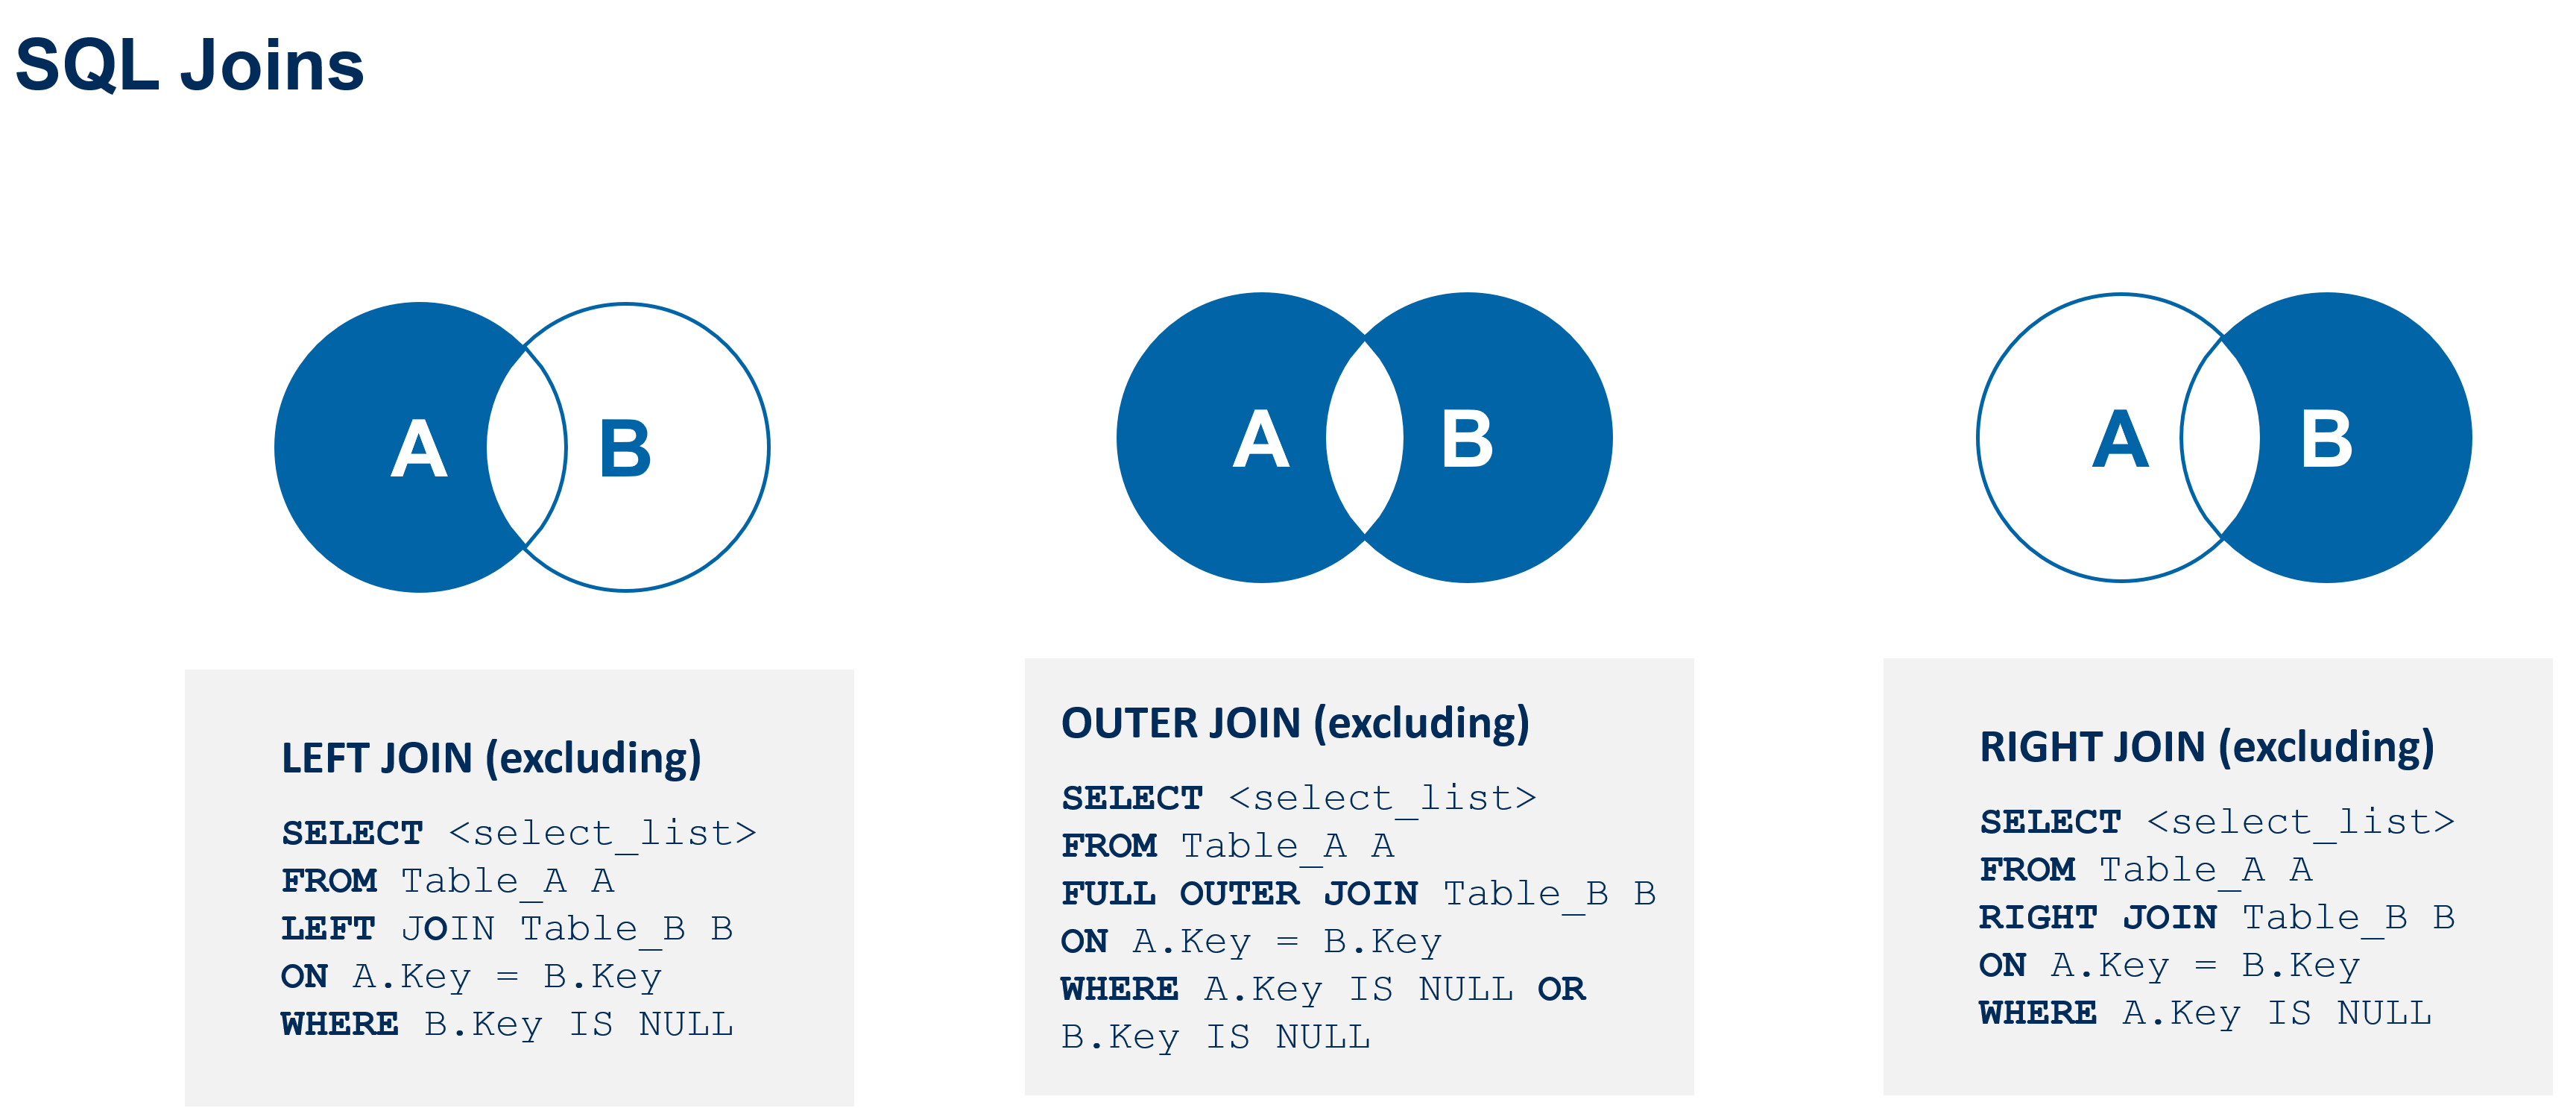 SQL Joins
A B
LEFT JOIN (excluding)
SELECT <select_list>
FROM Table_A A
LEFT JOIN Table_B B
ON A.Key = B.Key
WHERE B.Key IS NULL
A B
OUTER JOIN (excluding)
SELECT <select_list>
FROM Table_A A
FULL OUTER JOIN Table_B B
ON A.Key = B.Key
WHERE A.Key IS NULL OR
B.Key IS NULL
A B
RIGHT JOIN (excluding)
SELECT <select_list>
FROM Table_A A
RIGHT JOIN Table_B B
ON A.Key = B.Key
WHERE A.Key IS NULL